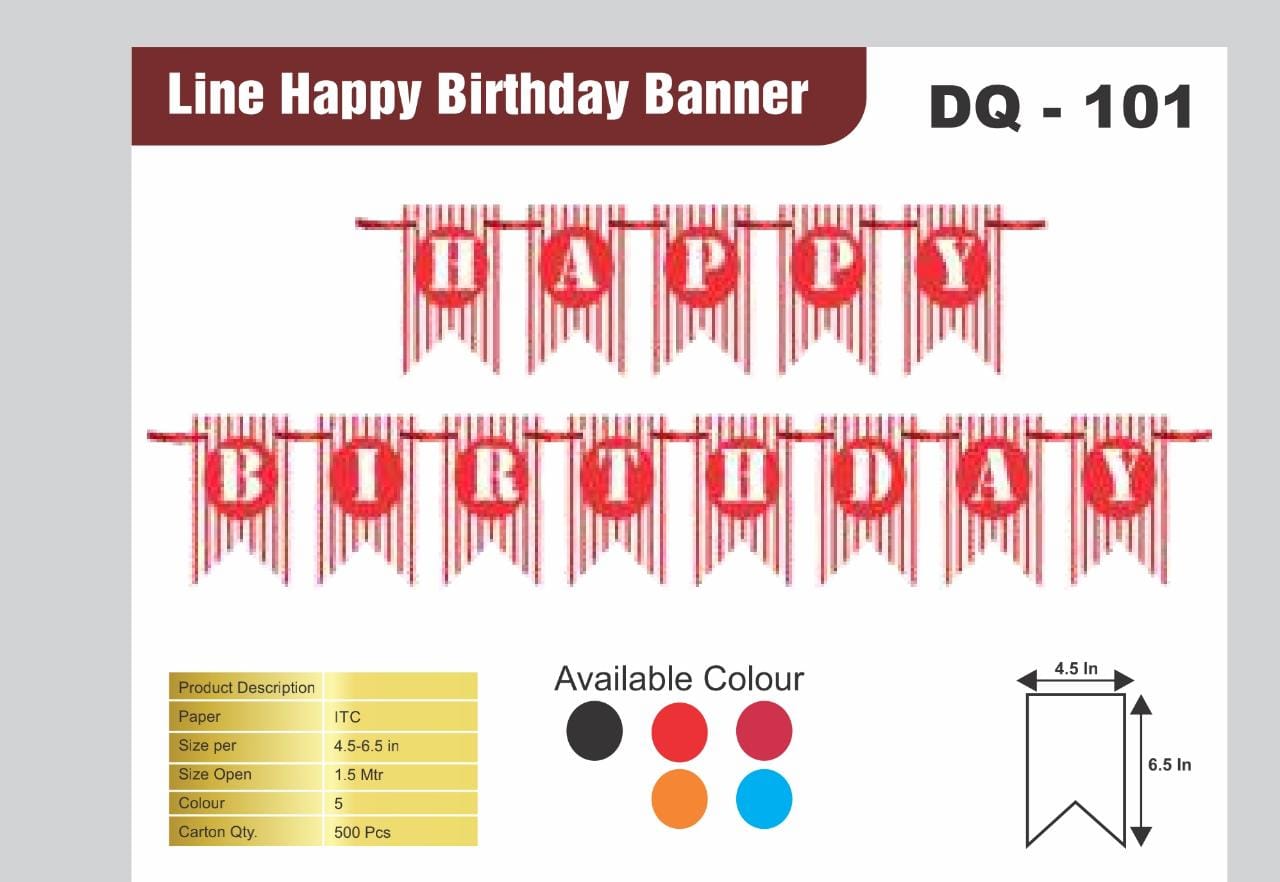 Line Happy Birthday Banner
DQ - 101
HAPPY
BIRTHDAY
Product Description
Paper ITC
Size per 4.5-6.5 in
Size Open 1.5 Mtr
Colour 5
Carton Qty. 500 Pcs
Available Colour
4.5 In
6.5 In